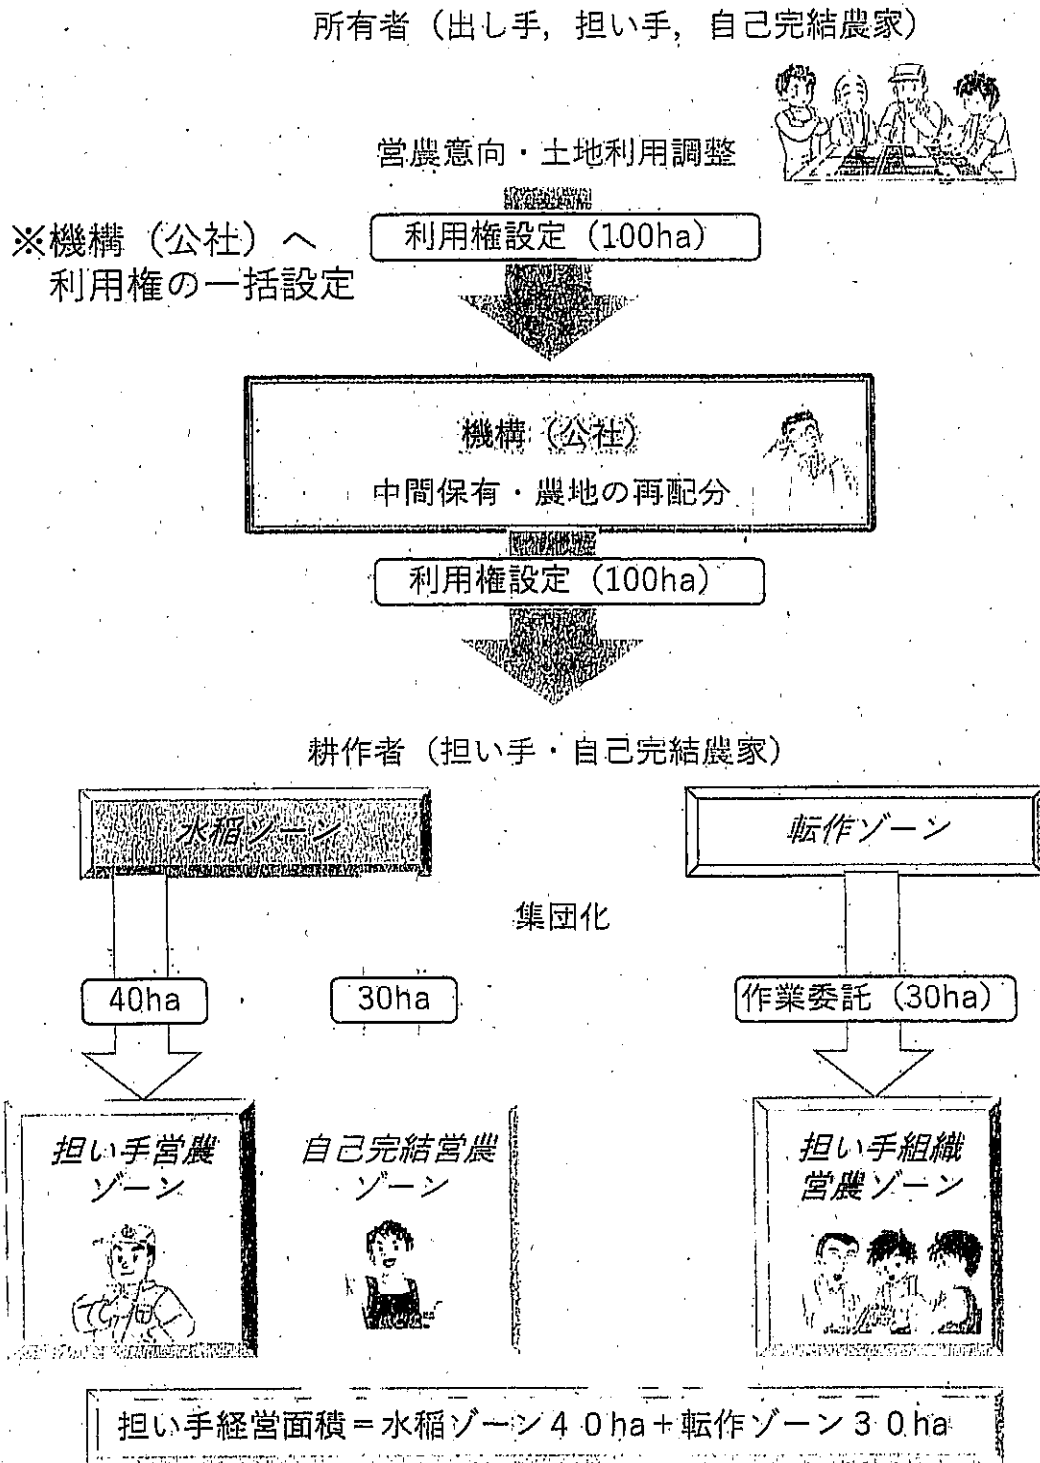 所有者（出し手，担い手，自己完結農家）
営農意向・土地利用調整
※機構（公社）へ
利用権の一括設定
利用権設定（100ha）
機構（公社）
中間保有・農地の再配分
利用権設定（100ha）
耕作者（担い手・自己完結農家）
水稲ゾーン
転作ゾーン
集団化
40ha
30ha
作業委託（30ha）
担い手営農
ゾーン
自己完結営農
ゾーン
担い手組織
営農ゾーン
担い手経営面積＝水稲ゾーン４０ha＋転作ゾーン３０ha